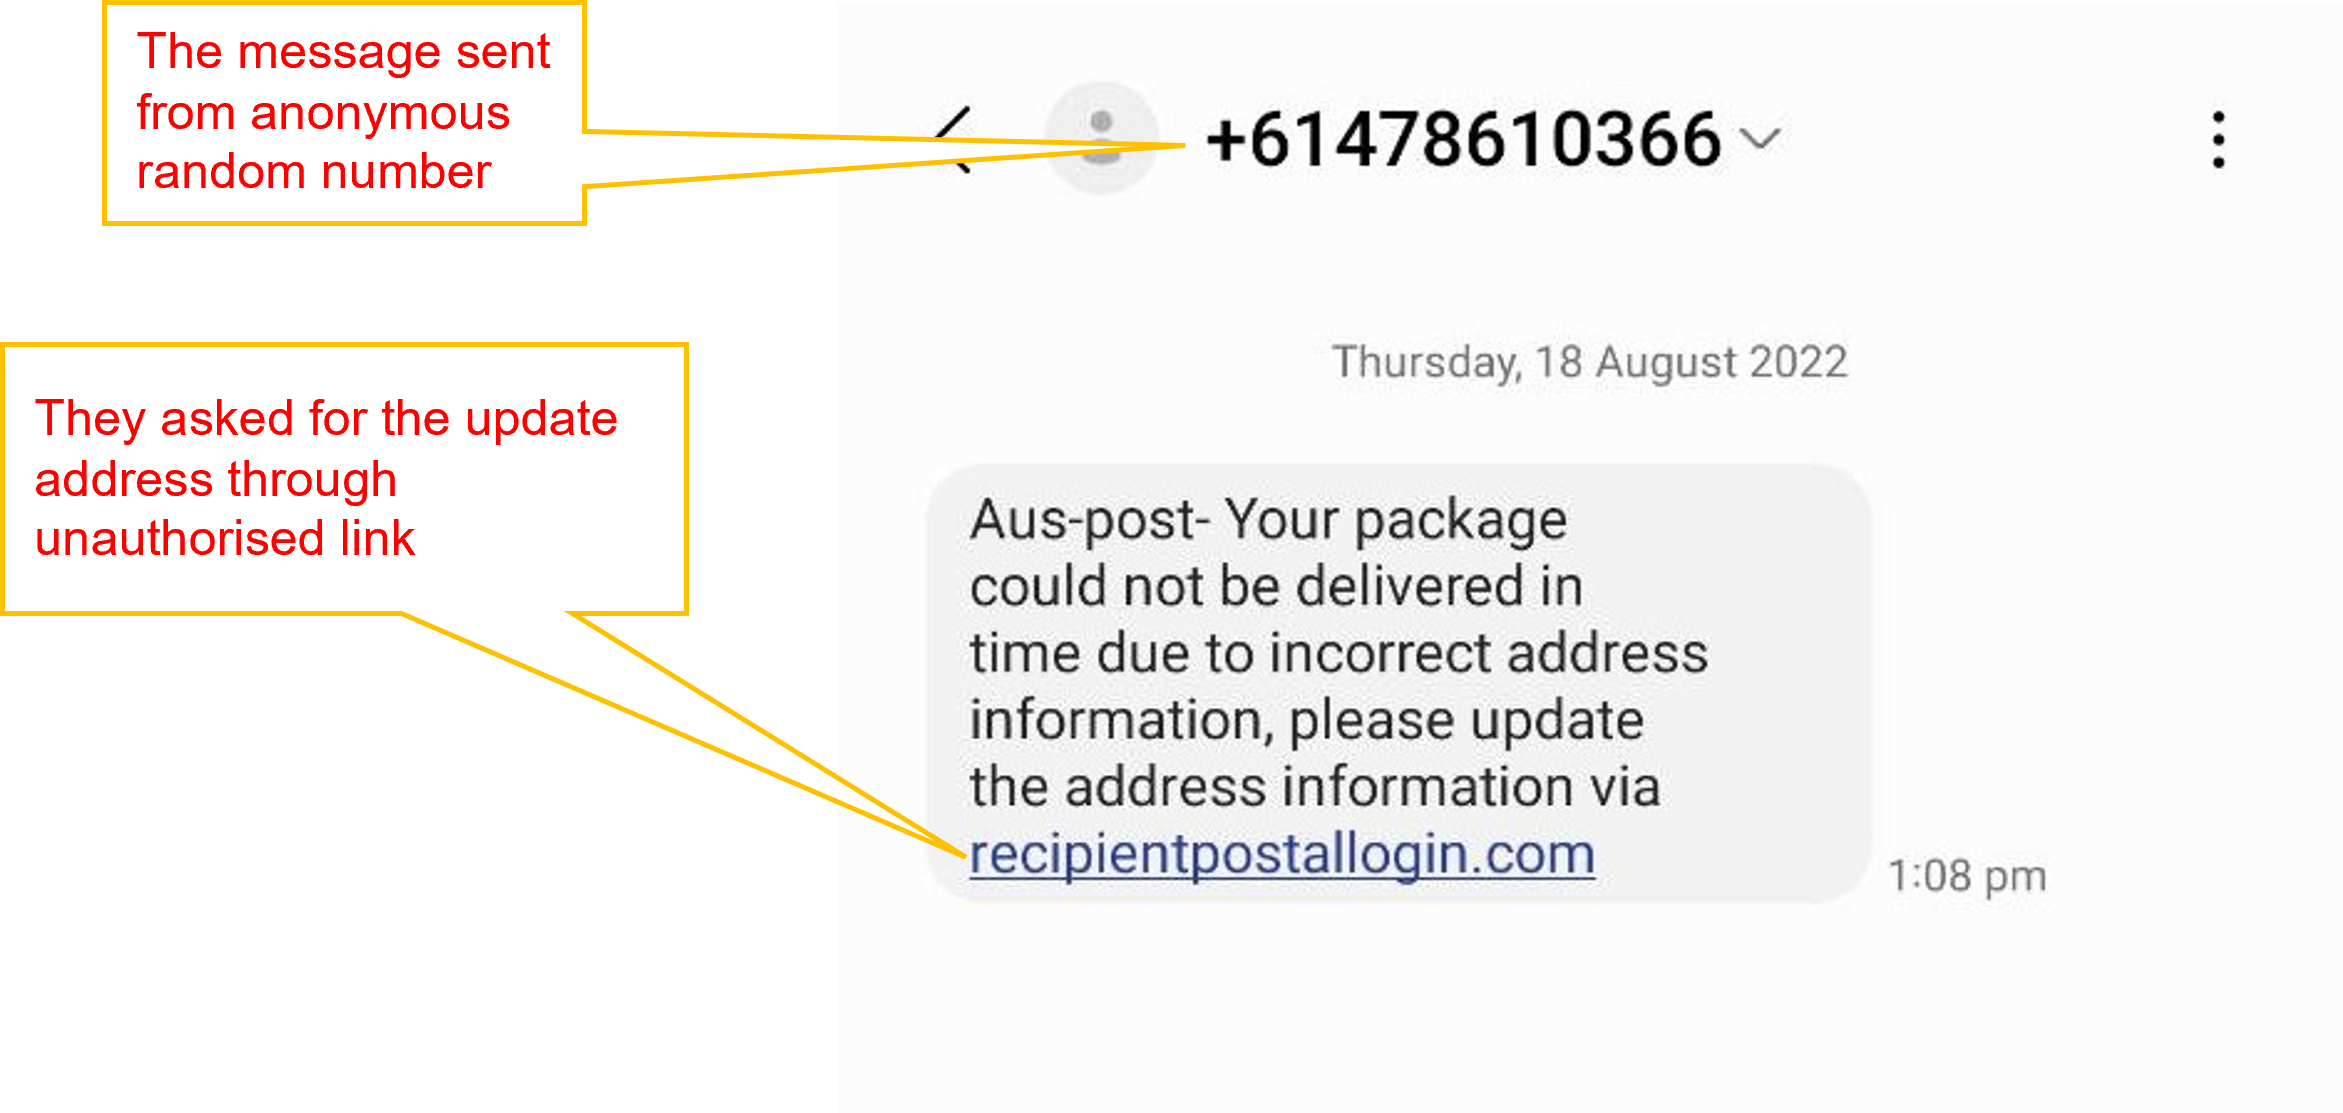 The message sent
from anonymous
random number
+61478610366
Thursday, 18 August 2022
They asked for the update
address through
unauthorised link
Aus-post- Your package
could not be delivered in
time due to incorrect address
information, please update
the address information via
recipientpostallogin.com
1:08 pm